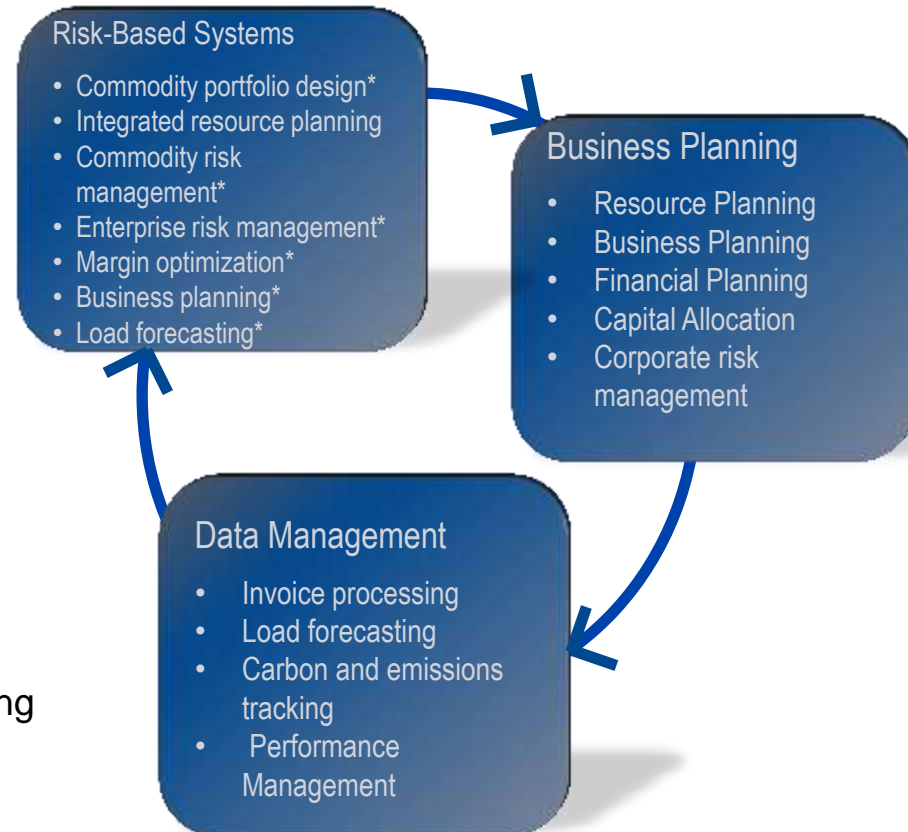 Risk-Based Systems
• Commodity portfolio design*
• Integrated resource planning
• Commodity risk
management*
• Enterprise risk management*
• Margin optimization*
• Business planning*
• Load forecasting*
Business Planning
• Resource Planning
• Business Planning
• Financial Planning
• Capital Allocation
• Corporate risk
management
Data Management
• Invoice processing
• Load forecasting
• Carbon and emissions
tracking
• Performance
Management
ng